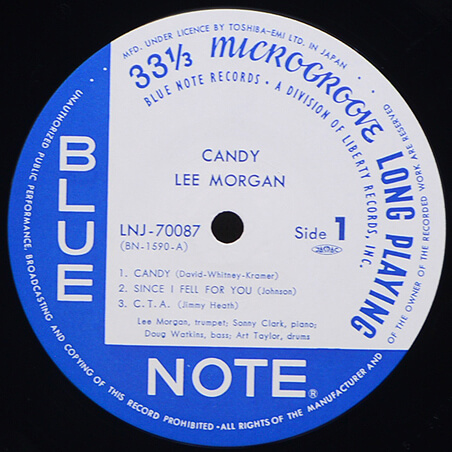 MFD. UNDER LICENCE BY TOSHIBA-EMI LTD. IN JAPAN
33⅓ MICROGROOVE LONG PLAYING
BLUE NOTE RECORDS • A DIVISION OF LIBERTY RECORDS, INC.
CANDY
LEE MORGAN
LNJ-70087
(BN-1590-A)
Side 1
1. CANDY (David-Whitney-Kramer)
2. SINCE I FELL FOR YOU (Johnson)
3. C.T.A. (Jimmy Heath)
Lee Morgan, trumpet; Sonny Clark, piano;
Doug Watkins, bass; Art Taylor, drums
BLUE
NOTE®
UNAUTHORIZED PUBLIC PERFORMANCE, BROADCASTING AND COPYING OF THIS RECORD PROHIBITED • ALL RIGHTS OF THE MANUFACTURER AND OF THE OWNER OF THE RECORDED WORK ARE RESERVED